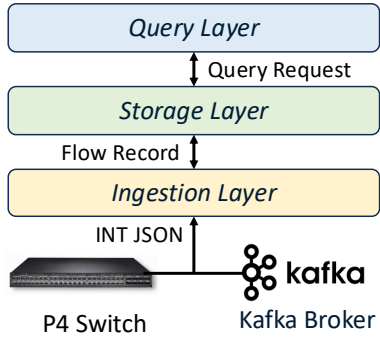 Query Layer
Query Request
Storage Layer
Flow Record
Ingestion Layer
INT JSON
kafka
P4 Switch
Kafka Broker